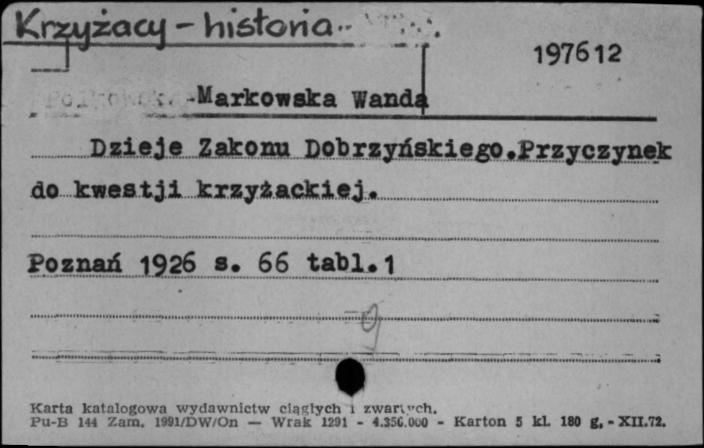 Krzyżacy - historia
197612
Markowska Wanda
Dzieje Zakonu Dobrzyńskiego.Przyczynek
do kwestji krzyżackiej.
Poznań 1926 s. 66 tabl.1
g
Karta katalogowa wydawnictw ciągłych i zwartych.
Pu-B 144 Zam. 1991/DW/On — Wrak 1291 - 4.356.000 - Karton 5 kl. 180 g. - XII.72.